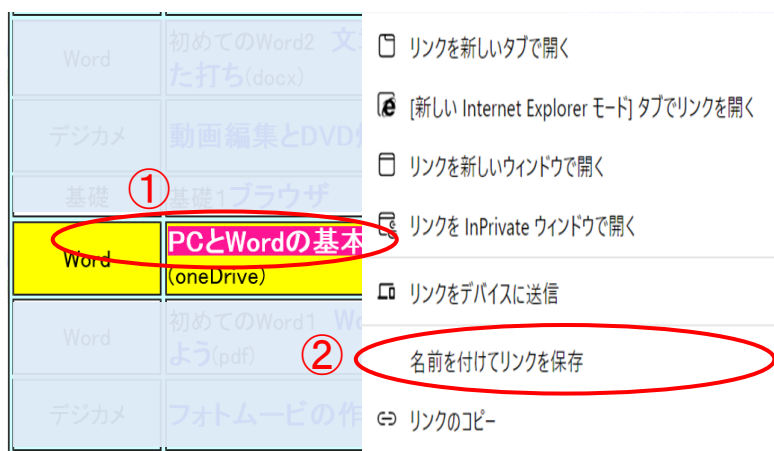 Word
初めてのWord2 文
た打ち(docx)
デジカメ
動画編集とDVD
基礎
基礎1ブラウザ
①
Word
PCとWordの基本
(oneDrive)
Word
初めてのWord1 Wo
よう(pdf)
②
デジカメ
フォトムービの作
リンクを新しいタブで開く
[新しい Internet Explorer モード] タブでリンクを開く
リンクを新しいウィンドウで開く
リンクを InPrivate ウィンドウで開く
リンクをデバイスに送信
名前を付けてリンクを保存
リンクのコピー